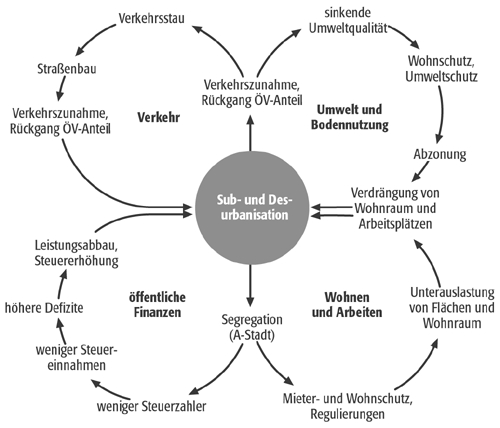 Verkehrsstau
sinkende
Umweltqualität
Straßenbau
Verkehrszunahme,
Rückgang ÖV-Anteil
Wohnschutz,
Umweltschutz
Verkehrszunahme,
Rückgang ÖV-Anteil
Verkehr
Umwelt und
Bodennutzung
Abzonung
Sub- und Des-
urbanisation
Verdrängung von
Wohnraum und
Arbeitsplätzen
Leistungsabbau,
Steuererhöhung
höhere Defizite
öffentliche
Finanzen
Wohnen
und Arbeiten
Unterauslastung
von Flächen und
Wohnraum
Segregation
(A-Stadt)
weniger Steuer-
einnahmen
weniger Steuerzahler
Mieter- und Wohnschutz,
Regulierungen